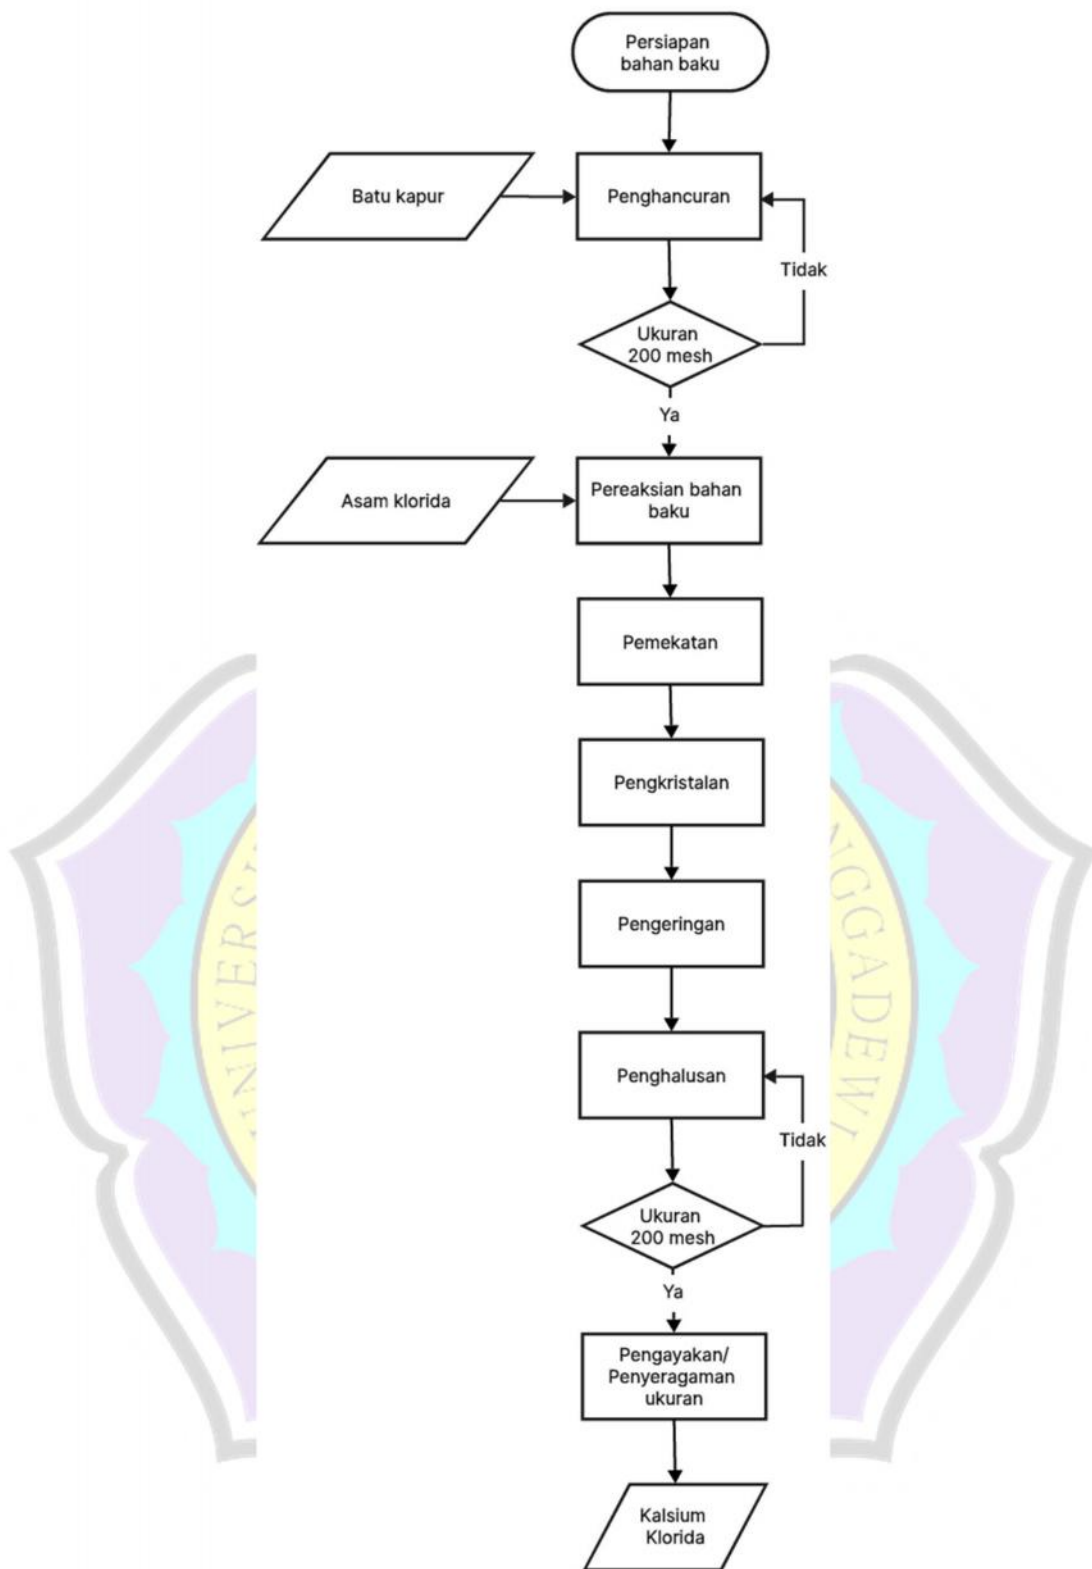 Persiapan
bahan baku
Batu kapur
Penghancuran
Tidak
Ukuran
200 mesh
Ya
Asam klorida
Pereaksian bahan
baku
Pemekatan
Pengkristalan
Pengeringan
Penghalusan
Tidak
Ukuran
200 mesh
Ya
Pengayakan/
Penyeragaman
ukuran
Kalsium
Klorida